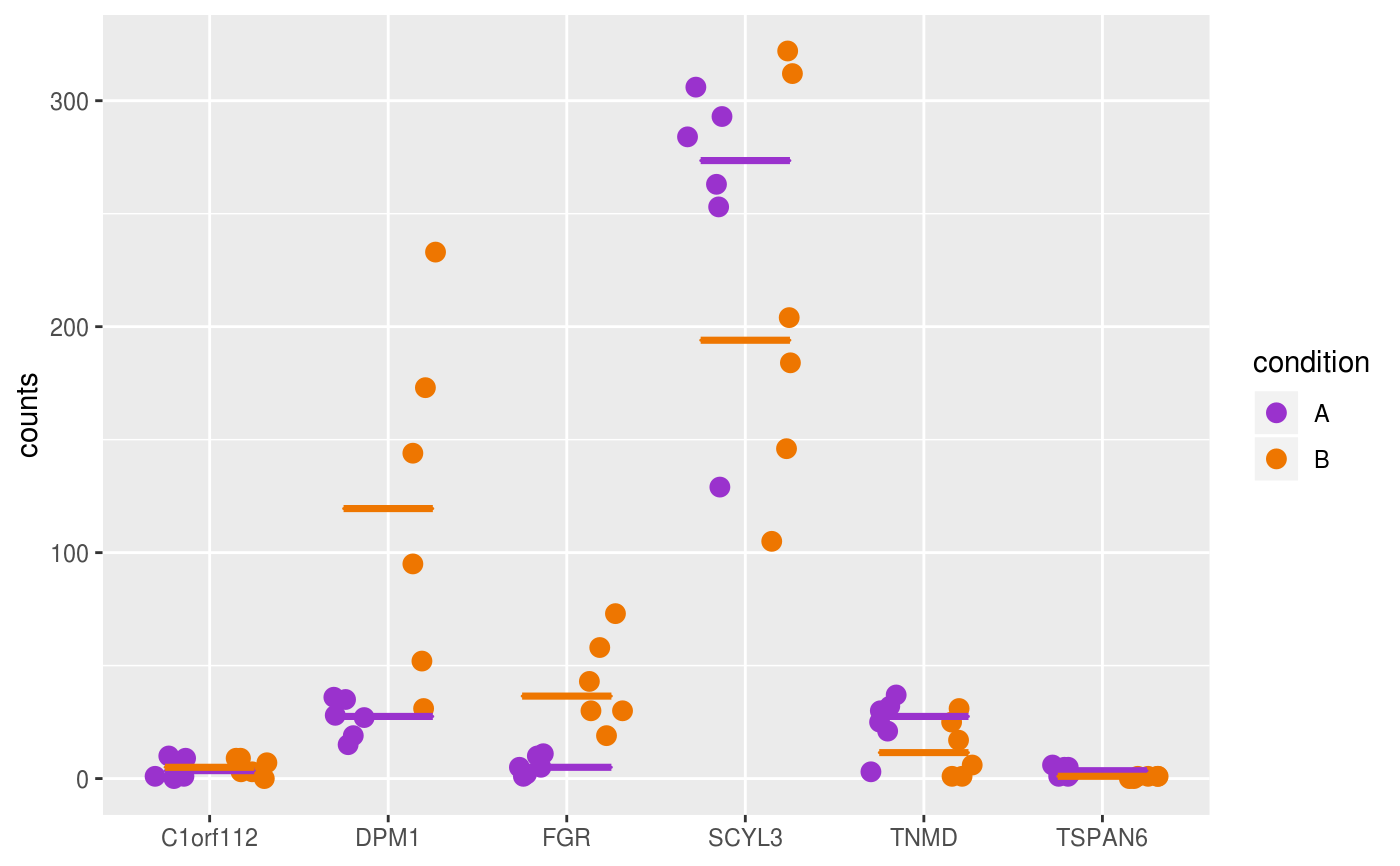 counts
300
200
100
0
C1orf112
DPM1
FGR
SCYL3
TNMD
TSPAN6
condition
A
B